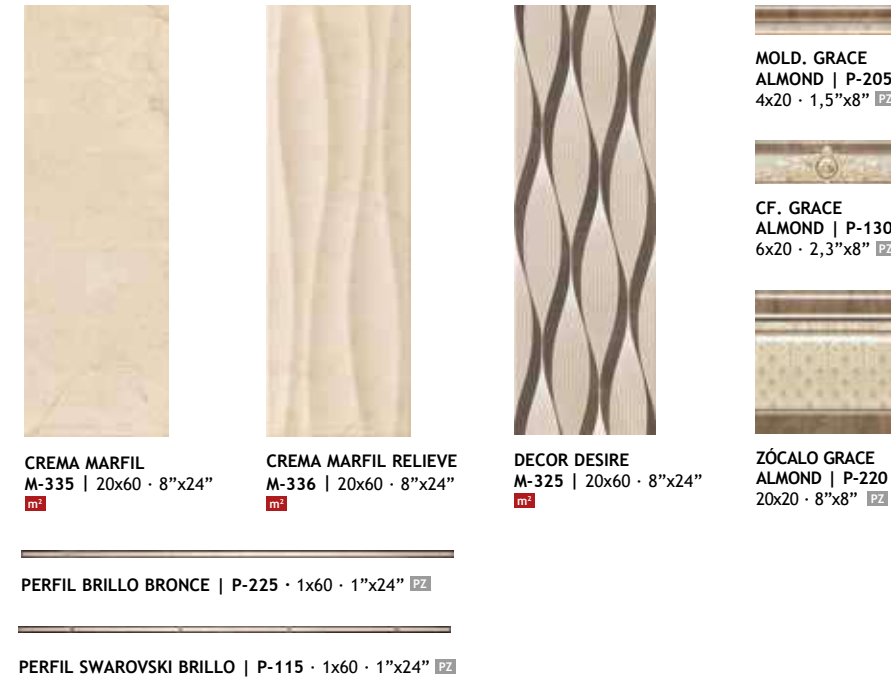 MOLD. GRACE
ALMOND | P-205
4x20 · 1,5”x8” PZ
CF. GRACE
ALMOND | P-130
6x20 · 2,3”x8” PZ
CREMA MARFIL
M-335 | 20x60 · 8”x24”
m²
CREMA MARFIL RELIEVE
M-336 | 20x60 · 8”x24”
m²
DECOR DESIRE
M-325 | 20x60 · 8”x24”
m²
ZÓCALO GRACE
ALMOND | P-220
20x20 · 8”x8” PZ
PERFIL BRILLO BRONCE | P-225 · 1x60 · 1”x24” PZ
PERFIL SWAROVSKI BRILLO | P-115 · 1x60 · 1”x24” PZ